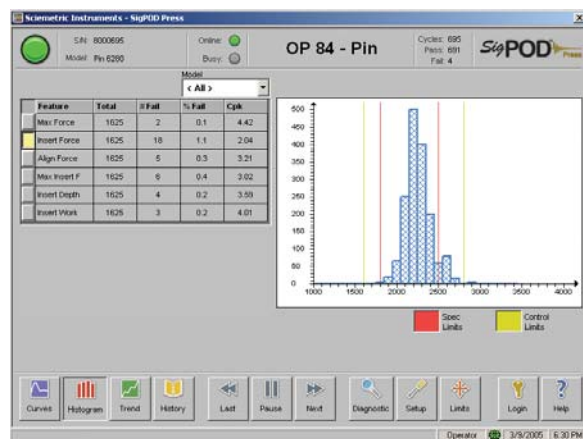 Sciemetric Instruments - SigPOD Press
S/N: 8000695
Model: Pin 6260
Online:
Busy:
OP 84 - Pin
Cycles: 695
Pass: 691
Fail: 4
SigPOD Press
Model
< All >
Feature Total # Fail % Fail Cpk
Max Force 1625 2 0.1 4.42
Insert Force 1625 18 1.1 2.04
Align Force 1625 5 0.3 3.21
Max Insert F 1625 6 0.4 3.02
Insert Depth 1625 4 0.2 3.59
Insert Work 1625 3 0.2 4.01
500
450
400
350
300
250
200
150
100
50
0
1000 1500 2000 2500 3000 3500 4000
Spec Limits
Control Limits
Curves Histogram Trend History Last Pause Next Diagnostic Setup Limits Login Help
Operator 3/9/2005 6:30 PM